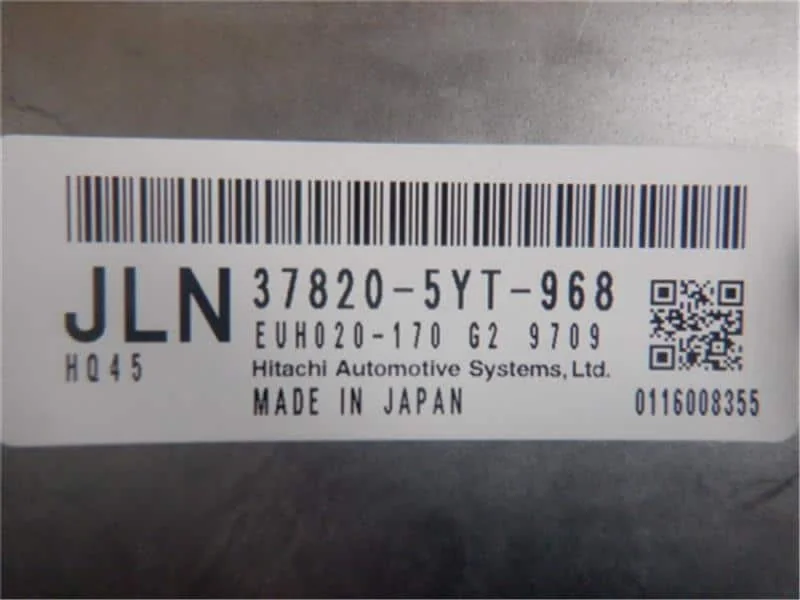 JLN 37820-5YT-968
EUH020-170 G2 9709
HQ45
Hitachi Automotive Systems, Ltd.
MADE IN JAPAN
0116008355